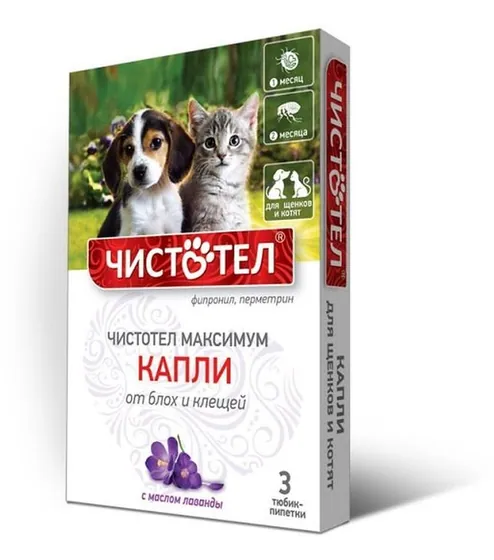 1 месяц
2 месяца
для щенков
и котят
ЧИСТОТЕЛ®
фипронил, перметрин
ЧИСТОТЕЛ МАКСИМУМ
КАПЛИ
от блох и клещей
с маслом лаванды
3
тюбик-
пипетки
ЧИСТОТЕЛ®
КАПЛИ
ДЛЯ ЩЕНКОВ И КОТЯТ